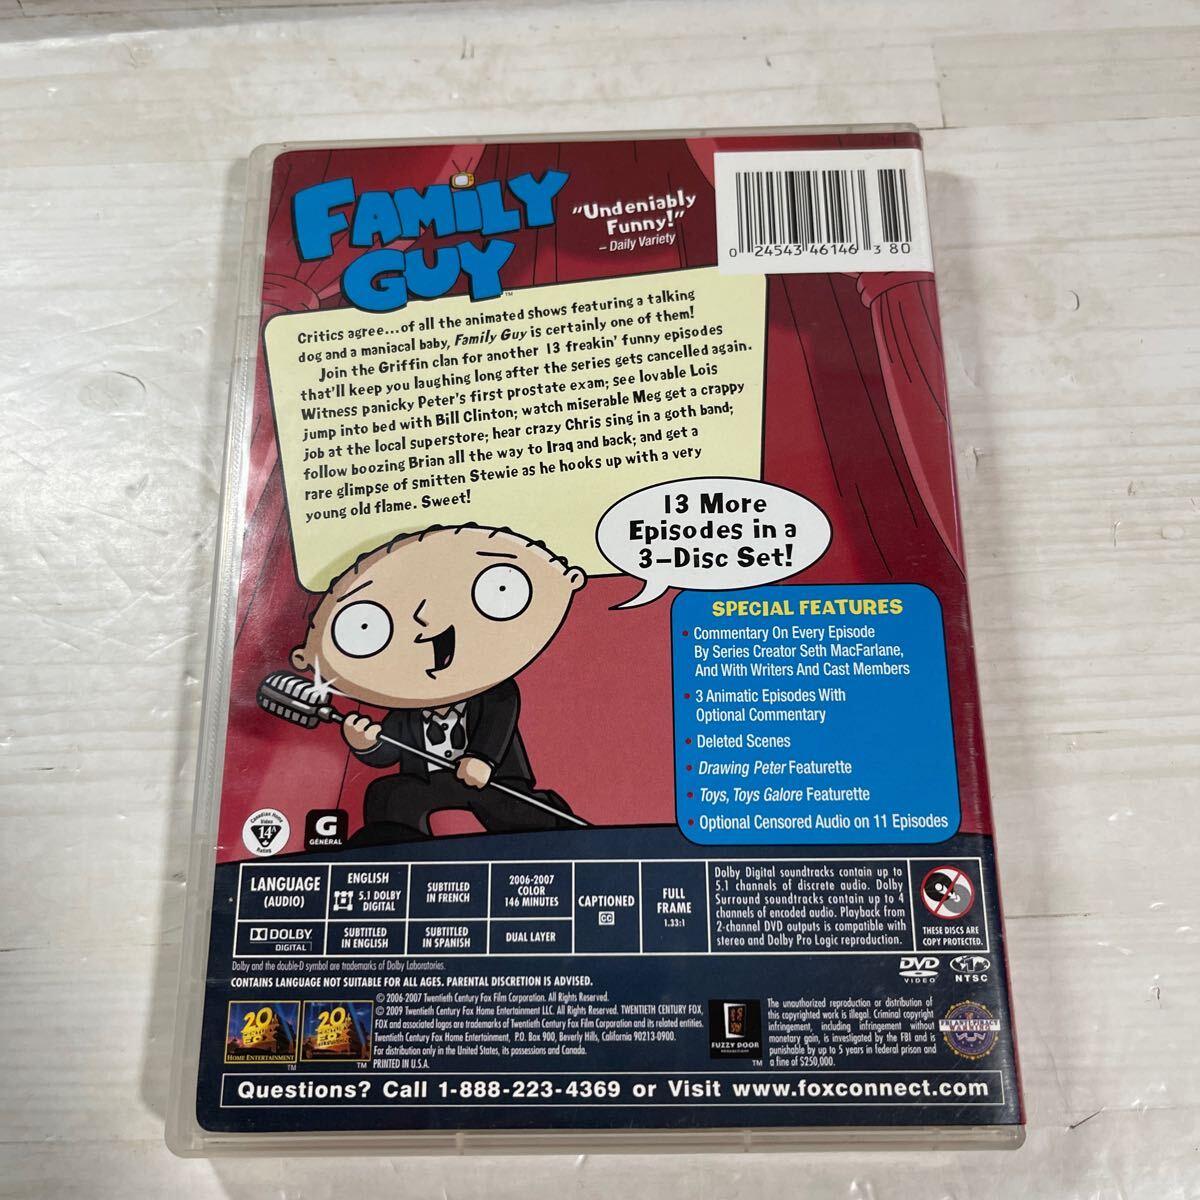 FAMILY
GUY
™
"Undeniably
Funny!"
– Daily Variety
0 24543 46146 3 80
Critics agree...of all the animated shows featuring a talking
dog and a maniacal baby, Family Guy is certainly one of them!
Join the Griffin clan for another 13 freakin' funny episodes
that'll keep you laughing long after the series gets cancelled again.
Witness panicky Peter's first prostate exam; see lovable Lois
jump into bed with Bill Clinton; watch miserable Meg get a crappy
job at the local superstore; hear crazy Chris sing in a goth band;
follow boozing Brian all the way to Iraq and back; and get a
rare glimpse of smitten Stewie as he hooks up with a very
young old flame. Sweet!
13 More
Episodes in a
3-Disc Set!
SPECIAL FEATURES
• Commentary On Every Episode
By Series Creator Seth MacFarlane,
And With Writers And Cast Members
• 3 Animatic Episodes With
Optional Commentary
• Deleted Scenes
• Drawing Peter Featurette
• Toys, Toys Galore Featurette
• Optional Censored Audio on 11 Episodes
Canadian Home
Video
14A
Rating
G
GENERAL
LANGUAGE
(AUDIO)
ENGLISH
5.1 DOLBY
DIGITAL
SUBTITLED
IN FRENCH
2006-2007
COLOR
146 MINUTES
CAPTIONED
CC
FULL
FRAME
1.33:1
DOLBY
DIGITAL
SUBTITLED
IN ENGLISH
SUBTITLED
IN SPANISH
DUAL LAYER
Dolby Digital soundtracks contain up to
5.1 channels of discrete audio. Dolby
Surround soundtracks contain up to 4
channels of encoded audio. Playback from
2-channel DVD outputs is compatible with
stereo and Dolby Pro Logic reproduction.
THESE DISCS ARE
COPY PROTECTED.
Dolby and the double-D symbol are trademarks of Dolby Laboratories.
CONTAINS LANGUAGE NOT SUITABLE FOR ALL AGES. PARENTAL DISCRETION IS ADVISED.
DVD
VIDEO
NTSC
20th
CENTURY
FOX
HOME ENTERTAINMENT
™
20th
CENTURY
FOX
™
© 2006-2007 Twentieth Century Fox Film Corporation. All Rights Reserved.
© 2009 Twentieth Century Fox Home Entertainment LLC. All Rights Reserved. TWENTIETH CENTURY FOX,
FOX and associated logos are trademarks of Twentieth Century Fox Film Corporation and its related entities.
Twentieth Century Fox Home Entertainment, P.O. Box 900, Beverly Hills, California 90213-0900.
For distribution only in the United States, its possessions and Canada.
PRINTED IN U.S.A.
FUZZY DOOR
PRODUCTIONS
™
The unauthorized reproduction or distribution of
this copyrighted work is illegal. Criminal copyright
infringement, including infringement without
monetary gain, is investigated by the FBI and is
punishable by up to 5 years in federal prison and
a fine of $250,000.
Questions? Call 1-888-223-4369 or Visit www.foxconnect.com